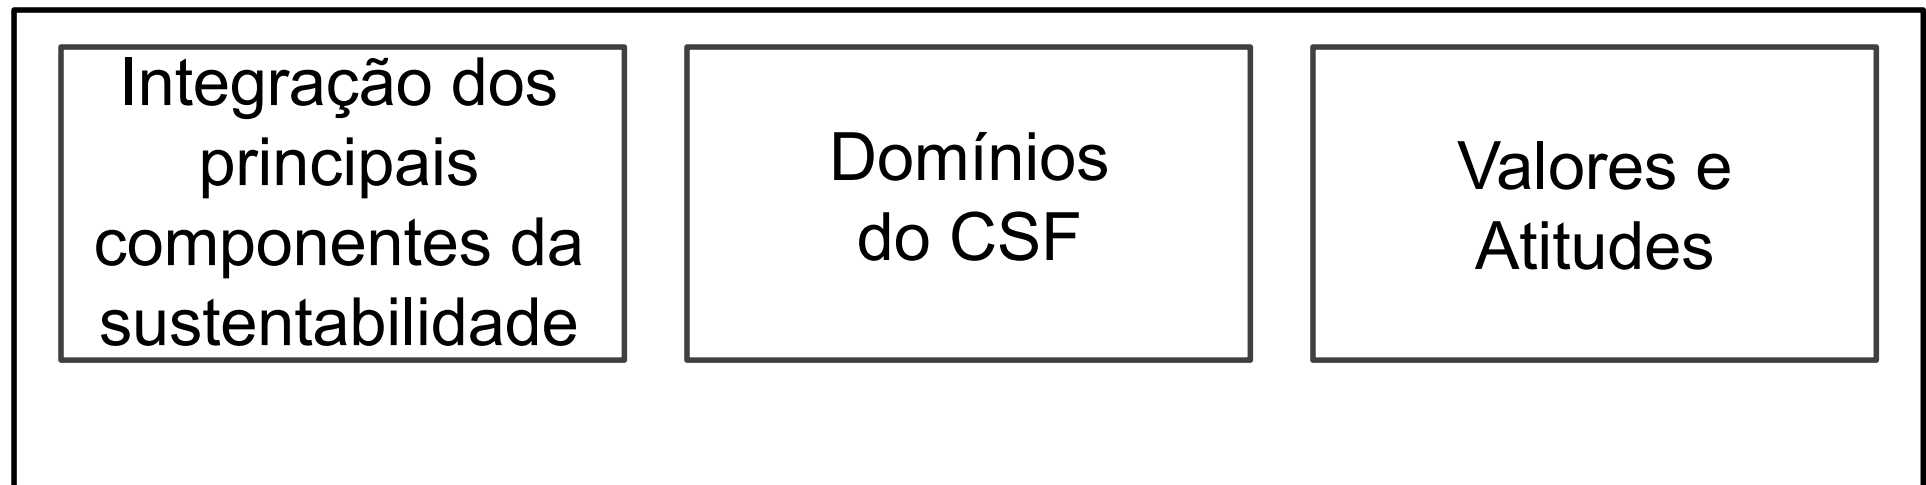 Integração dos
principais
componentes da
sustentabilidade
Domínios
do CSF
Valores e
Atitudes